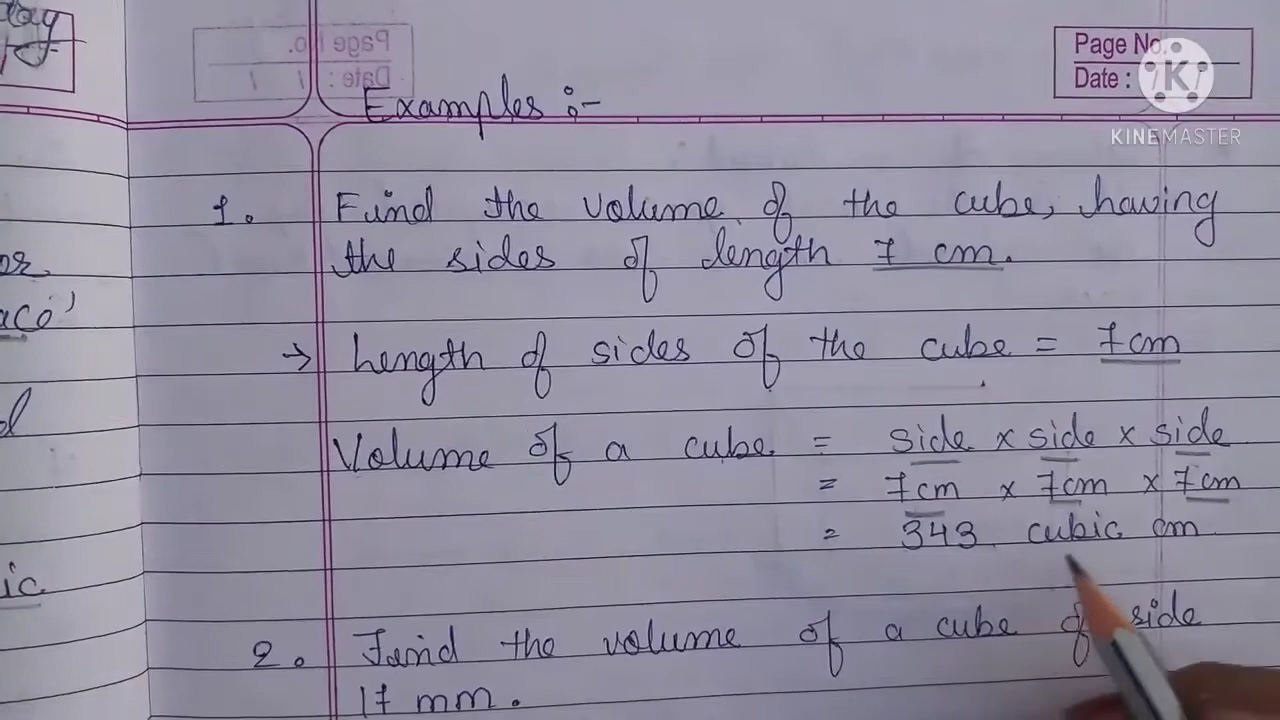 Page No.
Date :
KINEMASTER
Examples :-
1. Find the volume of the cube, having
the sides of length 7 cm.
→ Length of sides of the cube = 7cm
Volume of a cube = side x side x side
= 7cm x 7cm x 7cm
= 343 cubic cm
2. Find the volume of a cube of side
17 mm.
ic